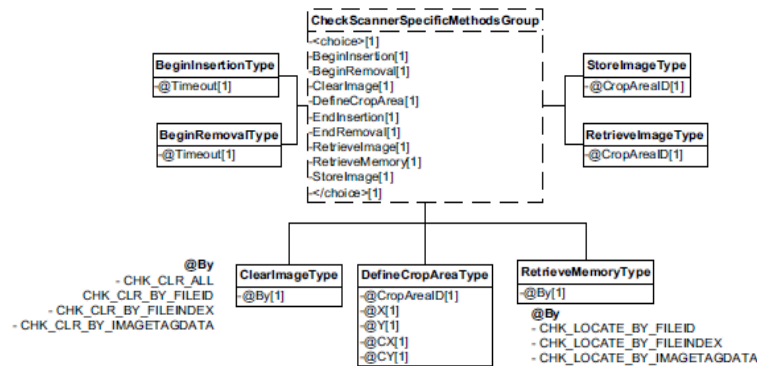 CheckScannerSpecificMethodsGroup
-<choice>[1]
-BeginInsertion[1]
-BeginRemoval[1]
-ClearImage[1]
-DefineCropArea[1]
-EndInsertion[1]
-EndRemoval[1]
-RetrieveImage[1]
-RetrieveMemory[1]
-StoreImage[1]
-</choice>[1]
BeginInsertionType
-@Timeout[1]
BeginRemovalType
-@Timeout[1]
StoreImageType
-@CropAreaID[1]
RetrieveImageType
-@CropAreaID[1]
@By
- CHK_CLR_ALL
CHK_CLR_BY_FILEID
- CHK_CLR_BY_FILEINDEX
- CHK_CLR_BY_IMAGETAGDATA
ClearImageType
-@By[1]
DefineCropAreaType
-@CropAreaID[1]
-@X[1]
-@Y[1]
-@CX[1]
-@CY[1]
RetrieveMemoryType
-@By[1]
@By
- CHK_LOCATE_BY_FILEID
- CHK_LOCATE_BY_FILEINDEX
- CHK_LOCATE_BY_IMAGETAGDATA